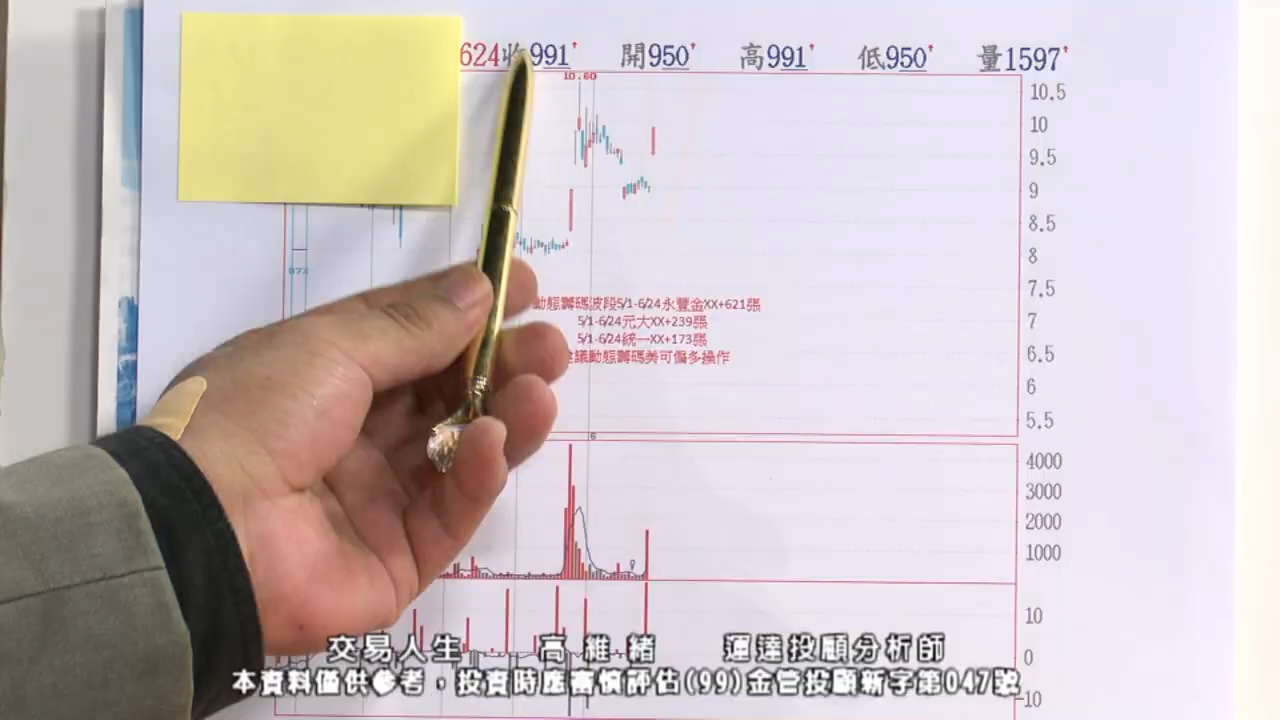 624收991↑ 開950↑ 高991↑ 低950↑ 量1597↑
10.60
10.5
10
9.5
9
8.5
8
7.5
7
6.5
6
5.5
動態籌碼波段5/1-6/24永豐金XX+621張
5/1-6/24元大XX+239張
5/1-6/24統一XX+173張
議動態籌碼美可偏多操作
6
4000
3000
2000
1000
10
0
-10
交易人生 高維緒 運達投顧分析師
本資料僅供參考，投資時應審慎評估(99)金管投顧新字第047號